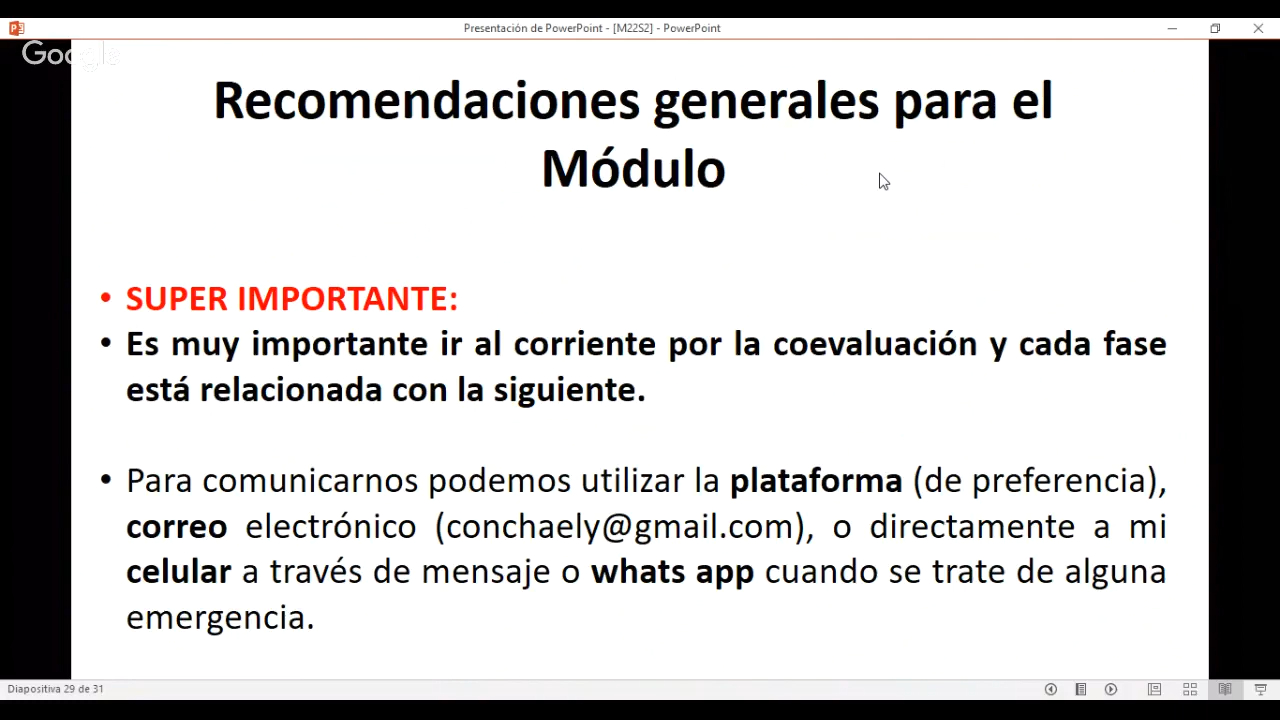 Presentación de PowerPoint - [M22S2] - PowerPoint
Google
Recomendaciones generales para el
Módulo
• SUPER IMPORTANTE:
• Es muy importante ir al corriente por la coevaluación y cada fase
está relacionada con la siguiente.
• Para comunicarnos podemos utilizar la plataforma (de preferencia),
correo electrónico (conchaely@gmail.com), o directamente a mi
celular a través de mensaje o whats app cuando se trate de alguna
emergencia.
Diapositiva 29 de 31